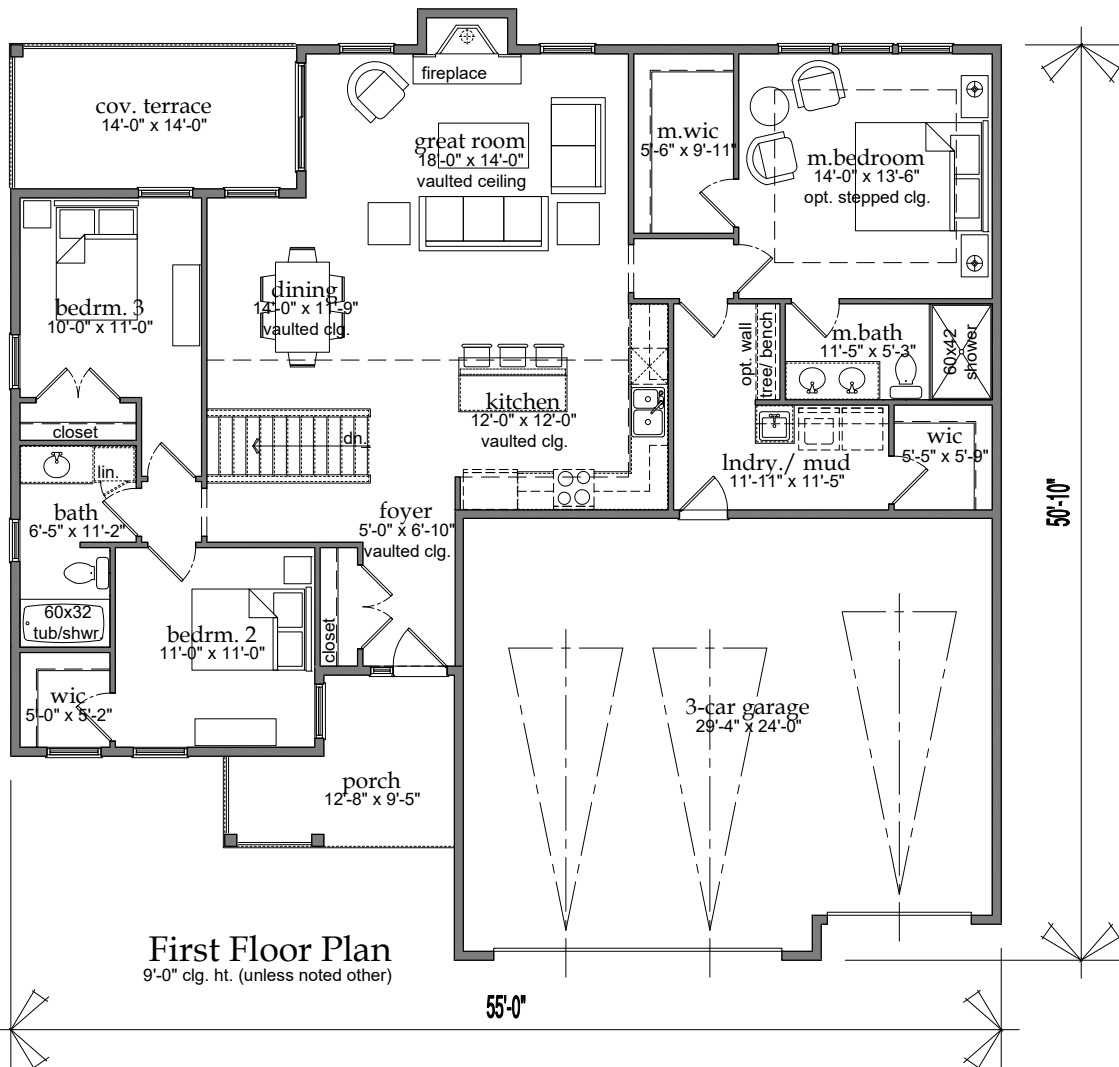 fireplace
cov. terrace
14'-0" x 14'-0"
great room
18'-0" x 14'-0"
vaulted ceiling
m.wic
5'-6" x 9'-11"
m.bedroom
14'-0" x 13'-6"
opt. stepped clg.
bedrm. 3
10'-0" x 11'-0"
dining
14'-0" x 11'-9"
vaulted clg.
opt. wall
tree/ bench
m.bath
11'-5" x 5'-3"
60x42
shower
kitchen
12'-0" x 12'-0"
vaulted clg.
closet
dn.
lin.
lndry./ mud
11'-11" x 11'-5"
wic
5'-5" x 5'-9"
bath
6'-5" x 11'-2"
foyer
5'-0" x 6'-10"
vaulted clg.
50'-10"
60x32
tub/shwr
bedrm. 2
11'-0" x 11'-0"
closet
wic
5'-0" x 5'-2"
3-car garage
29'-4" x 24'-0"
porch
12'-8" x 9'-5"
First Floor Plan
9'-0" clg. ht. (unless noted other)
55'-0"